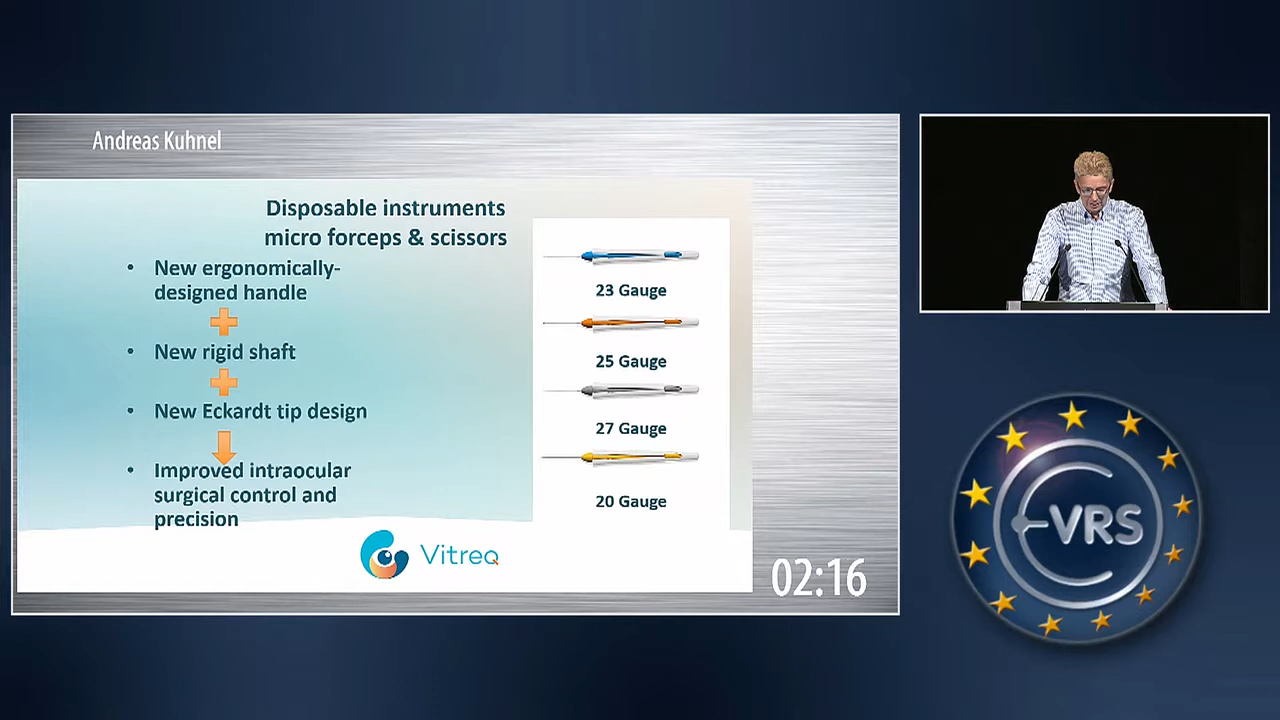 Andreas Kuhnel
Disposable instruments
micro forceps & scissors
• New ergonomically-
designed handle
• New rigid shaft
• New Eckardt tip design
• Improved intraocular
surgical control and
precision
23 Gauge
25 Gauge
27 Gauge
20 Gauge
Vitreq
02:16
E-VRS